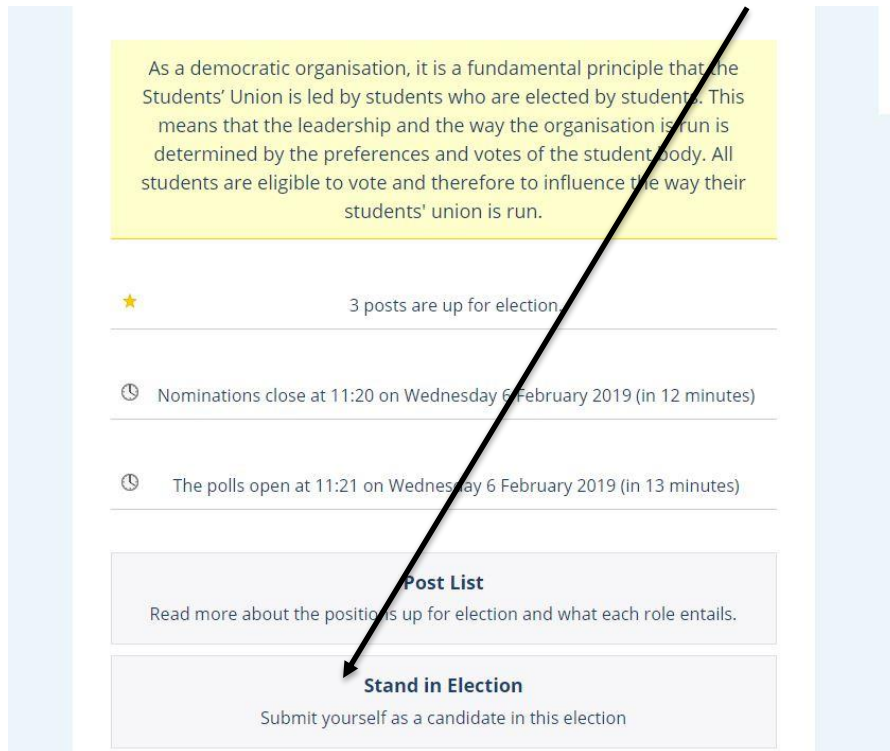 As a democratic organisation, it is a fundamental principle that the
Students’ Union is led by students who are elected by students. This
means that the leadership and the way the organisation is run is
determined by the preferences and votes of the student body. All
students are eligible to vote and therefore to influence the way their
students' union is run.
3 posts are up for election.
Nominations close at 11:20 on Wednesday 6 February 2019 (in 12 minutes)
The polls open at 11:21 on Wednesday 6 February 2019 (in 13 minutes)
Post List
Read more about the positions up for election and what each role entails.
Stand in Election
Submit yourself as a candidate in this election